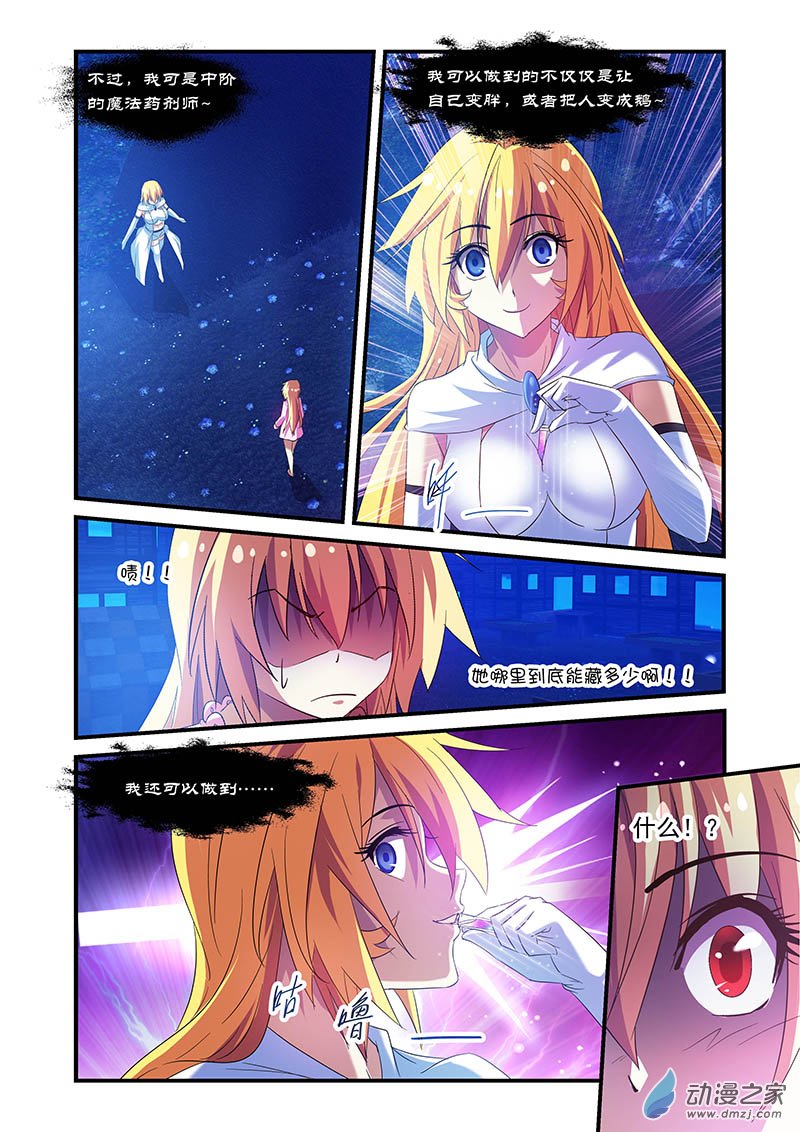 不过，我可是中阶
的魔法药剂师~
我可以做到的不仅仅是让
自己变胖，或者把人变成鹅~
呼——
啧！！
她哪里到底能藏多少啊！！
我还可以做到……
什么！？
咕噜——
动漫之家
www.dmzj.com